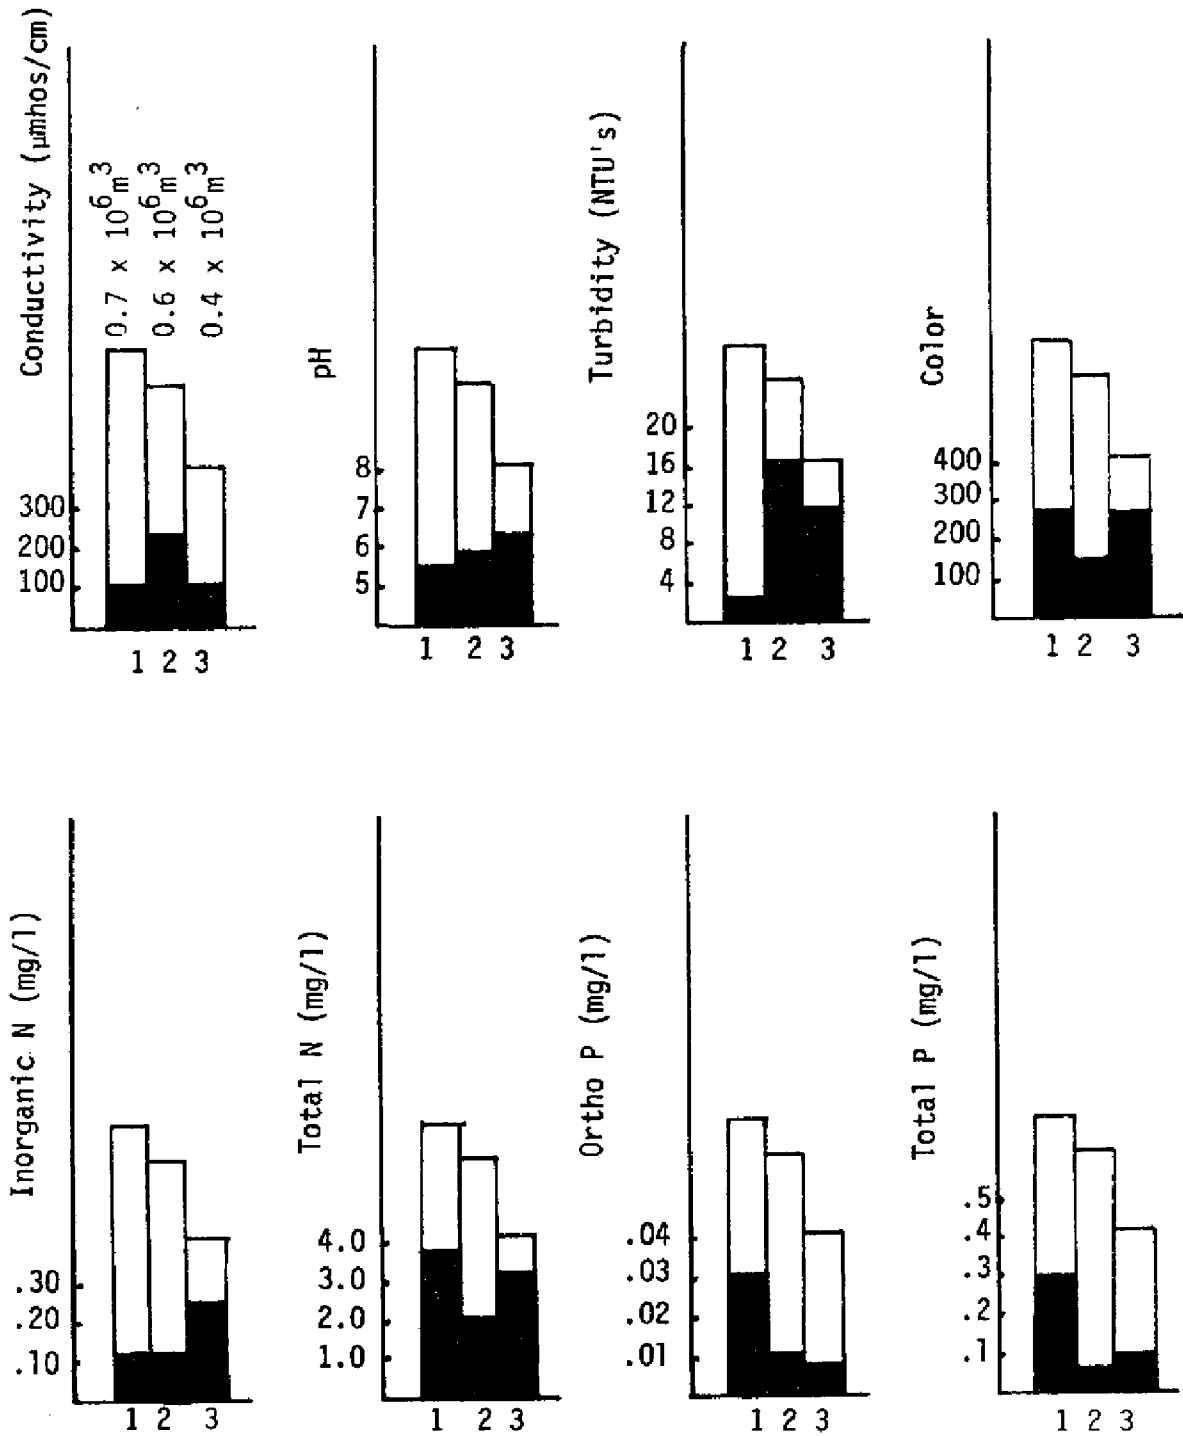 Conductivity (µmhos/cm)
0.7 x 10⁶m³
0.6 x 10⁶m³
0.4 x 10⁶m³
300
200
100
1 2 3
pH
8
7
6
5
1 2 3
Turbidity (NTU's)
20
16
12
8
4
1 2 3
Color
400
300
200
100
1 2 3
Inorganic N (mg/l)
.30
.20
.10
1 2 3
Total N (mg/l)
4.0
3.0
2.0
1.0
1 2 3
Ortho P (mg/l)
.04
.03
.02
.01
1 2 3
Total P (mg/l)
.5
.4
.3
.2
.1
1 2 3